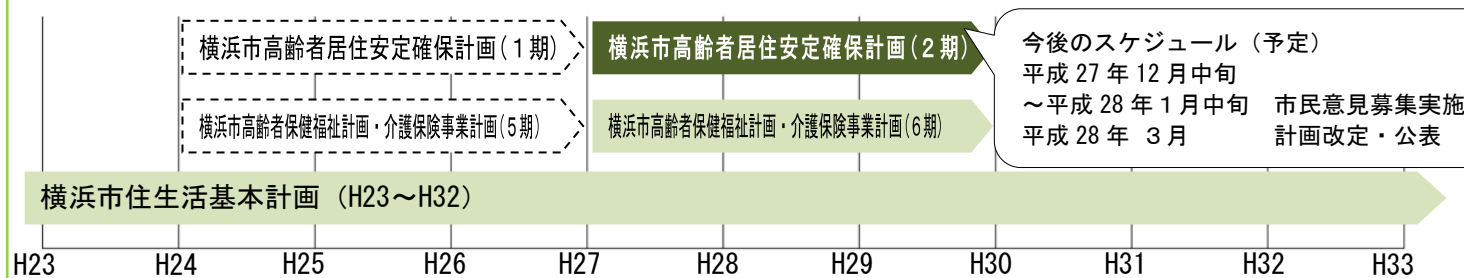 横浜市高齢者居住安定確保計画（１期）
横浜市高齢者居住安定確保計画（２期）
今後のスケジュール（予定）
平成 27 年 12 月中旬
～平成 28 年１月中旬　市民意見募集実施
平成 28 年 ３月　計画改定・公表
横浜市高齢者保健福祉計画・介護保険事業計画(５期)
横浜市高齢者保健福祉計画・介護保険事業計画(６期)
横浜市住生活基本計画（H23～H32）
H23 H24 H25 H26 H27 H28 H29 H30 H31 H32 H33